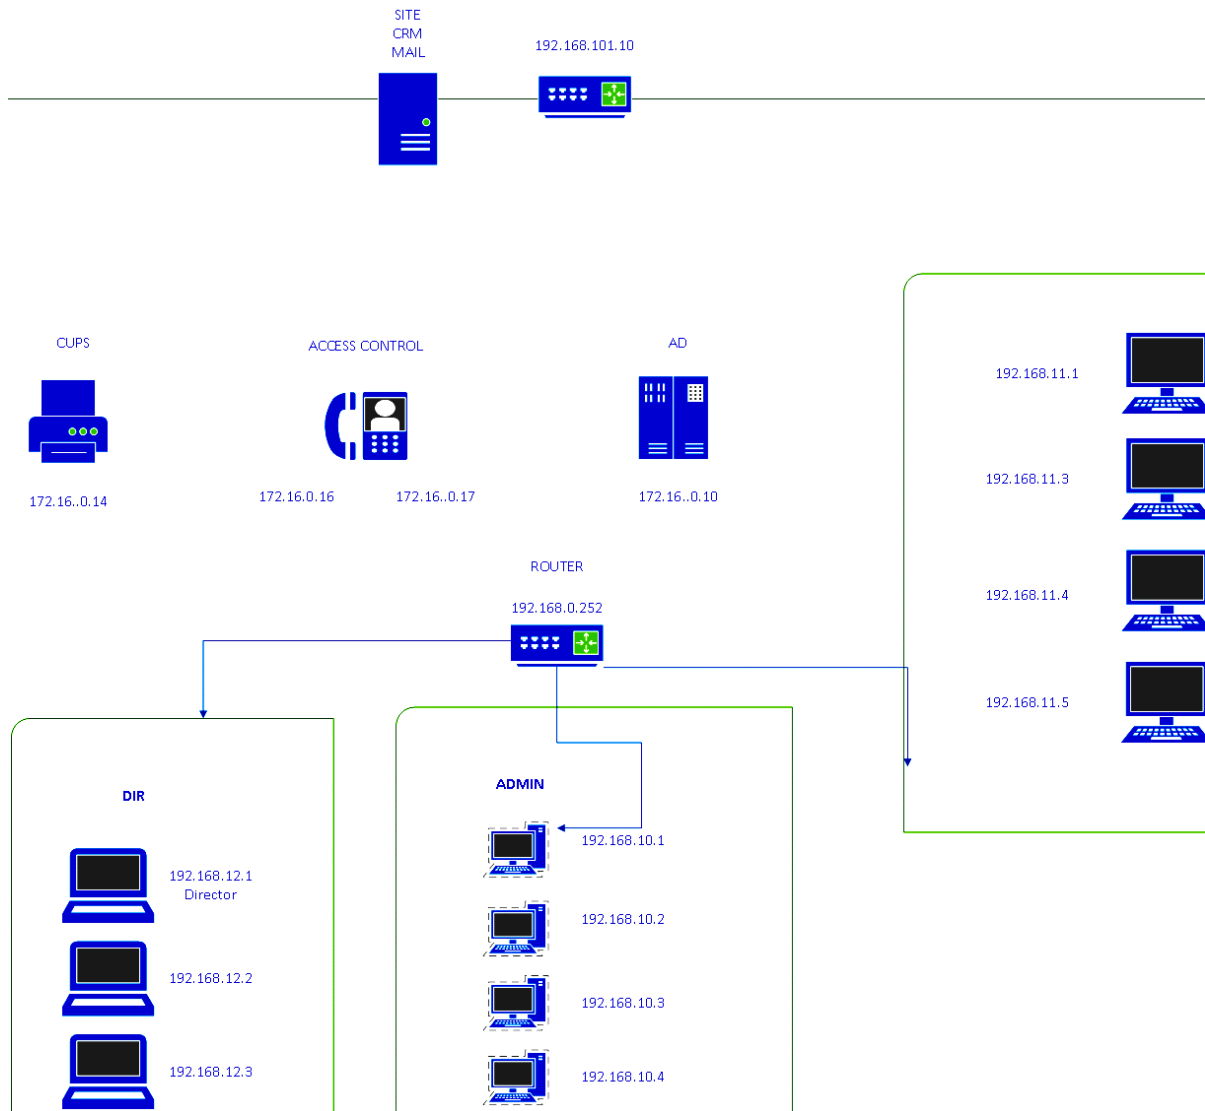 SITE
CRM
MAIL
192.168.101.10
CUPS
ACCESS CONTROL
AD
192.168.11.1
192.168.11.3
172.16..0.14
172.16.0.16
172.16..0.17
172.16..0.10
ROUTER
192.168.0.252
192.168.11.4
192.168.11.5
DIR
192.168.12.1
Director
192.168.12.2
192.168.12.3
ADMIN
192.168.10.1
192.168.10.2
192.168.10.3
192.168.10.4